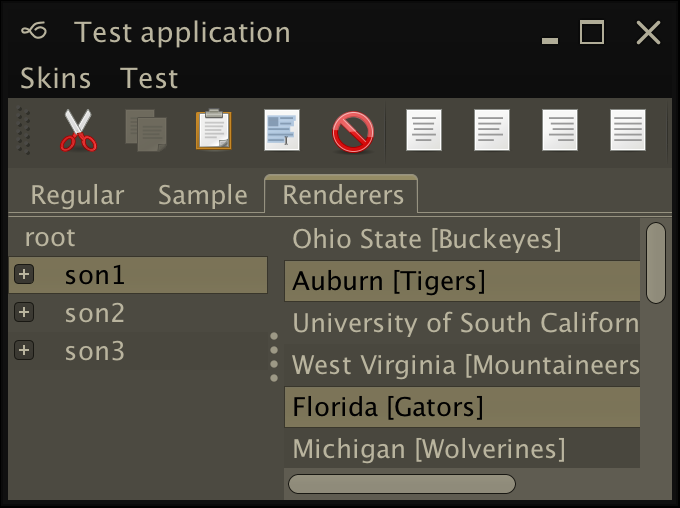 Test application
Skins Test
Regular Sample Renderers
root
son1
son2
son3
Ohio State [Buckeyes]
Auburn [Tigers]
University of South Californ
West Virginia [Mountaineers
Florida [Gators]
Michigan [Wolverines]